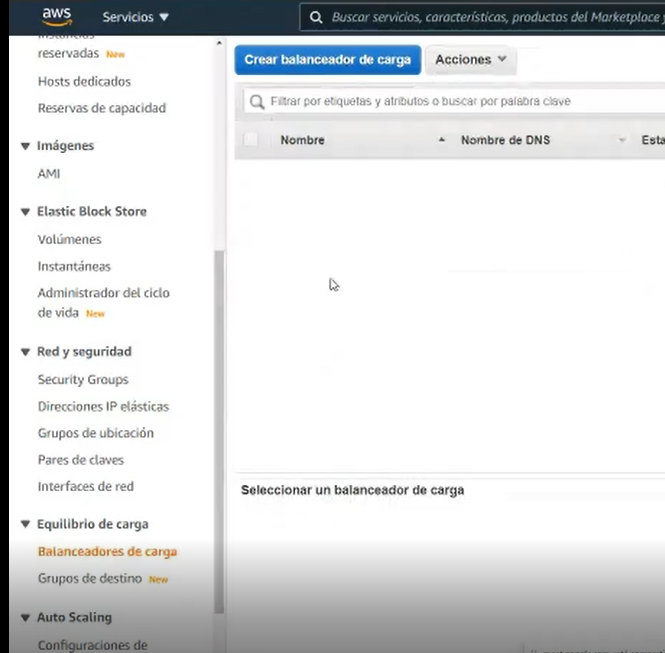 aws
Servicios
Buscar servicios, características, productos del Marketplace
reservadas New
Hosts dedicados
Reservas de capacidad
Imágenes
AMI
Elastic Block Store
Volúmenes
Instantáneas
Administrador del ciclo
de vida New
Red y seguridad
Security Groups
Direcciones IP elásticas
Grupos de ubicación
Pares de claves
Interfaces de red
Equilibrio de carga
Balanceadores de carga
Grupos de destino New
Auto Scaling
Configuraciones de
Crear balanceador de carga
Acciones
Filtrar por etiquetas y atributos o buscar por palabra clave
Nombre Nombre de DNS Esta
Seleccionar un balanceador de carga